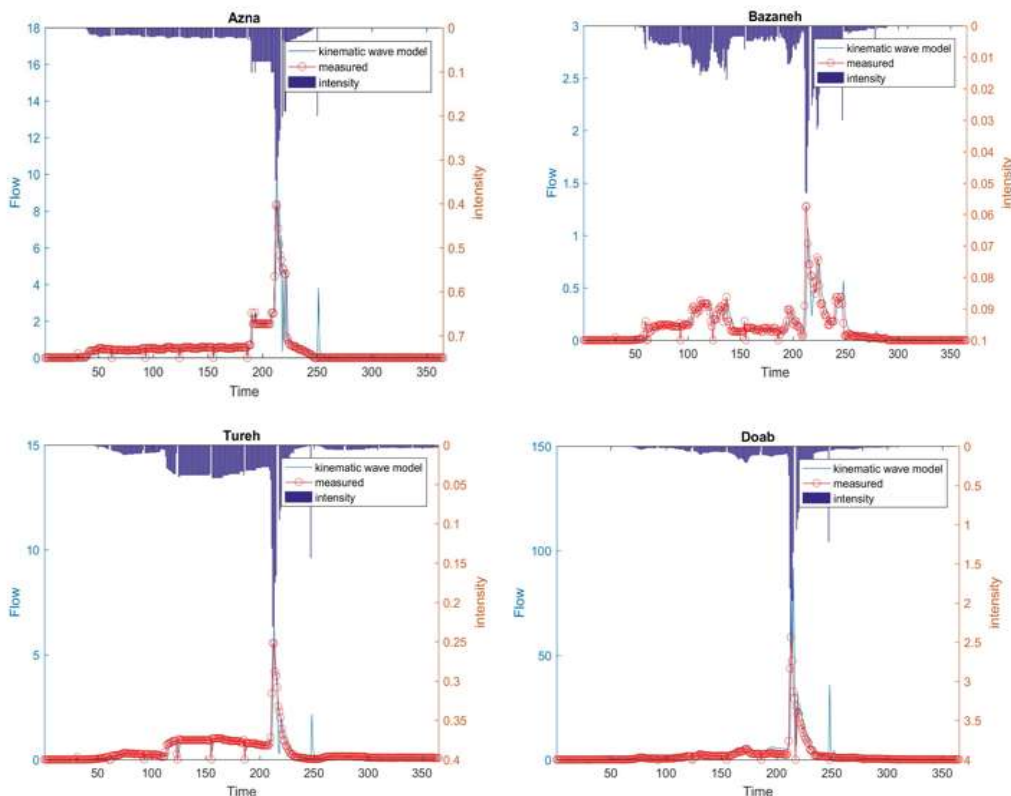 Azna
18
16
14
12
10
8
6
4
2
0
Flow
0
0.1
0.2
0.3
0.4
0.5
0.6
0.7
intensity
kinematic wave model
measured
intensity
50 100 150 200 250 300 350
Time
Bazaneh
3
2.5
2
1.5
1
0.5
0
Flow
0
0.01
0.02
0.03
0.04
0.05
0.06
0.07
0.08
0.09
0.1
intensity
kinematic wave model
measured
intensity
50 100 150 200 250 300 350
Time
Tureh
15
10
5
0
Flow
0
0.05
0.1
0.15
0.2
0.25
0.3
0.35
0.4
intensity
kinematic wave model
measured
intensity
50 100 150 200 250 300 350
Time
Doab
150
100
50
0
Flow
0
0.5
1
1.5
2
2.5
3
3.5
4
intensity
kinematic wave model
measured
intensity
50 100 150 200 250 300 350
Time